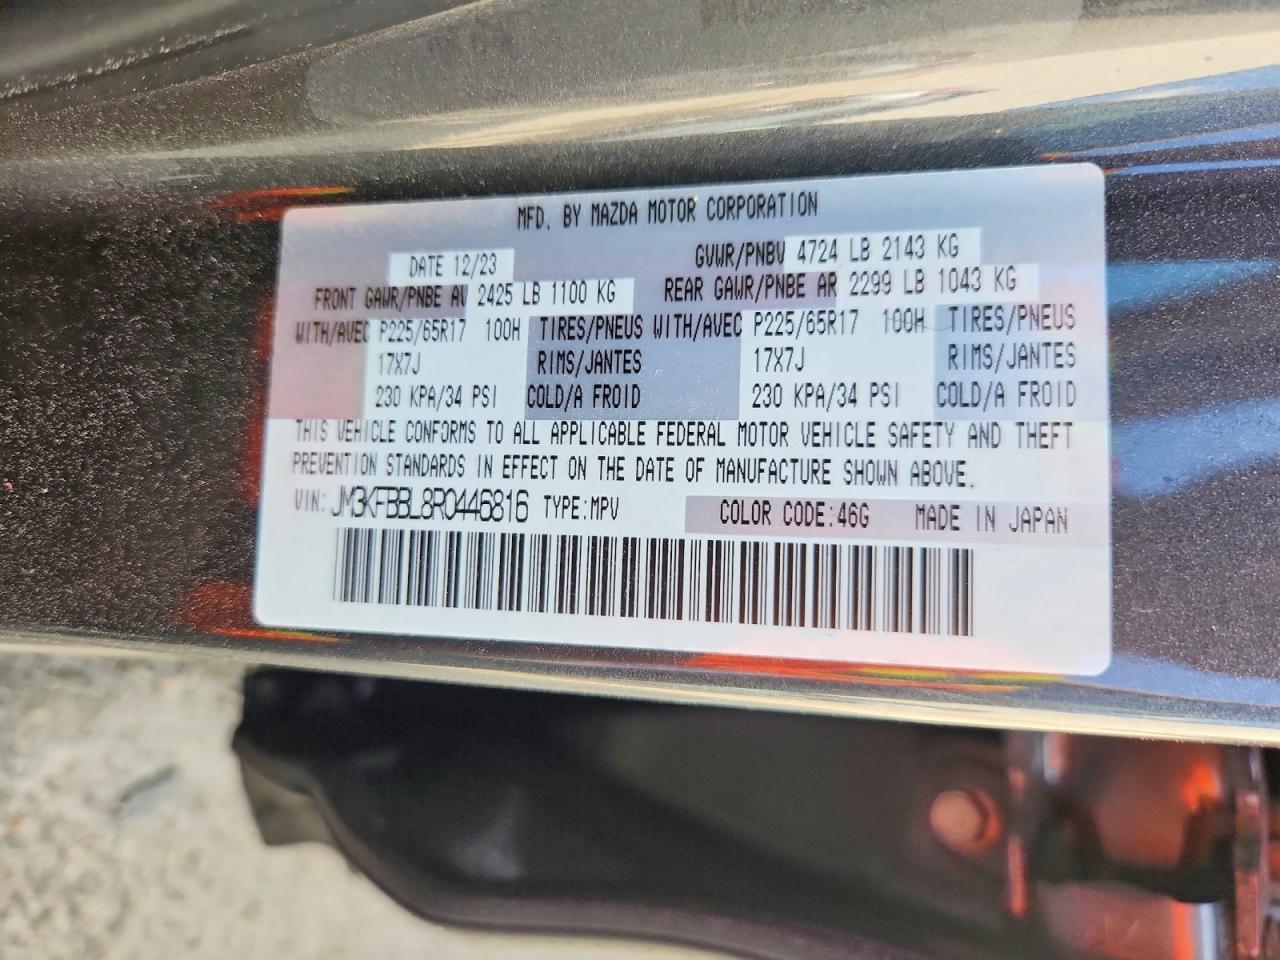 MFD. BY MAZDA MOTOR CORPORATION
DATE 12/23 GVWR/PNBV 4724 LB 2143 KG
FRONT GAWR/PNBE AV 2425 LB 1100 KG REAR GAWR/PNBE AR 2299 LB 1043 KG
WITH/AVEC P225/65R17 100H TIRES/PNEUS WITH/AVEC P225/65R17 100H TIRES/PNEUS
17X7J RIMS/JANTES 17X7J RIMS/JANTES
230 KPA/34 PSI COLD/A FROID 230 KPA/34 PSI COLD/A FROID
THIS VEHICLE CONFORMS TO ALL APPLICABLE FEDERAL MOTOR VEHICLE SAFETY AND THEFT
PREVENTION STANDARDS IN EFFECT ON THE DATE OF MANUFACTURE SHOWN ABOVE.
VIN: JM3KFBBL8R0446816 TYPE:MPV COLOR CODE:46G MADE IN JAPAN